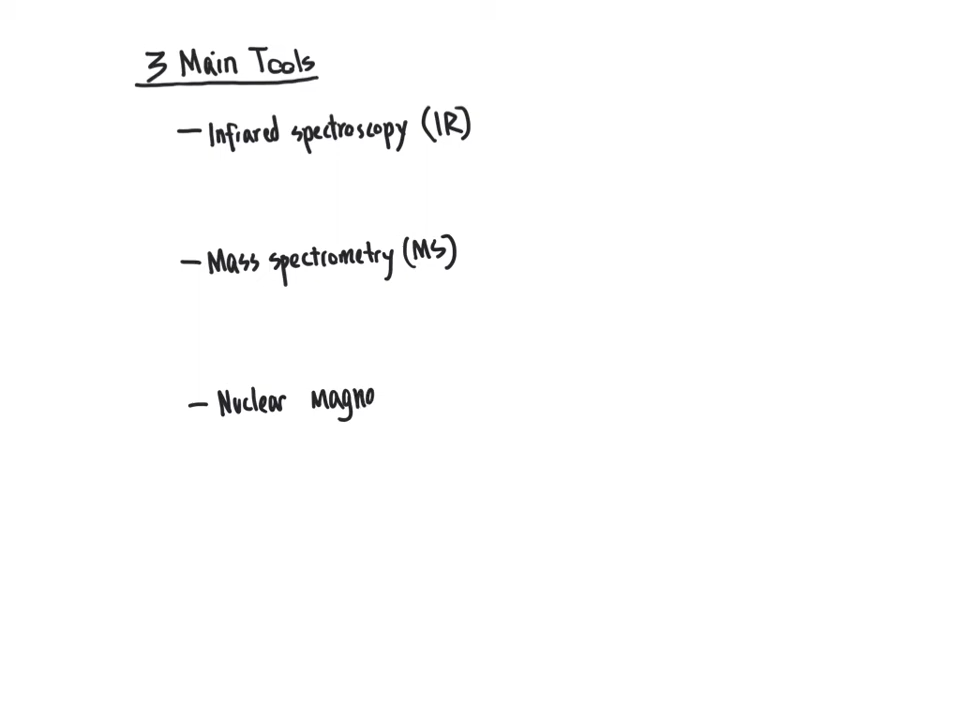 3 Main Tools
- Infrared spectroscopy (IR)
- Mass spectrometry (MS)
- Nuclear magno